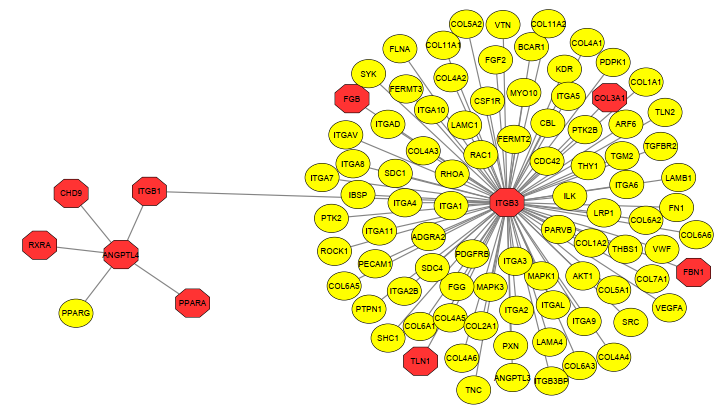 COL5A2
VTN
COL11A2
FLNA
COL11A1
BCAR1
COL4A1
SYK
FGF2
PDPK1
COL4A2
KDR
FERMT3
COL1A1
FGB
CSF1R
MYO10
ITGA5
COL3A1
ITGA10
TLN2
ITGAD
LAMC1
CBL
PTK2B
ARF6
ITGAV
FERMT2
TGFBR2
COL4A3
RAC1
CDC42
TGM2
ITGA8
THY1
ITGA7
SDC1
RHOA
LAMB1
ITGA6
CHD9
ITGB1
IBSP
ITGA4
ITGA1
ITGB3
ILK
FN1
PTK2
LRP1
COL6A2
ITGA11
ADGRA2
PARVB
COL6A6
RXRA
ANGPTL4
ROCK1
PECAM1
PDGFRB
COL1A2
THBS1
VWF
SDC4
ITGA3
FBN1
COL6A5
FGG
MAPK3
MAPK1
AKT1
COL7A1
ITGA2B
COL5A1
PPARA
PTPN1
ITGA2
ITGAL
VEGFA
PPARG
COL6A1
COL4A5
COL2A1
ITGA9
SRC
SHC1
PXN
LAMA4
TLN1
COL4A6
COL6A3
COL4A4
ANGPTL3
ITGB3BP
TNC